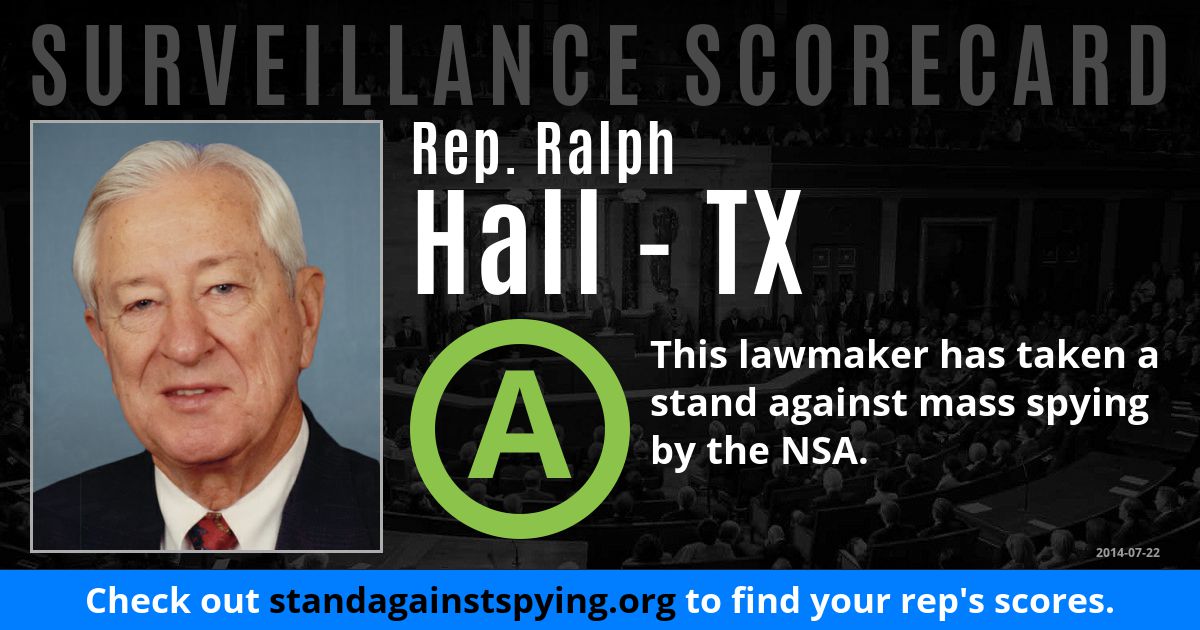 SURVEILLANCE SCORECARD
Rep. Ralph
Hall - TX
A
This lawmaker has taken a
stand against mass spying
by the NSA.
2014-07-22
Check out standagainstspying.org to find your rep's scores.